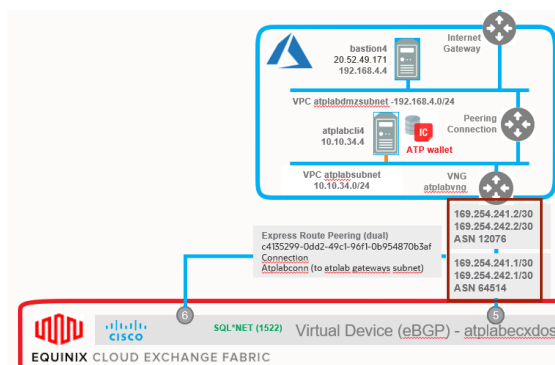 Internet
Gateway
bastion4
20.52.49.171
192.168.4.4
VPC atplabdmzsubnet -192.168.4.0/24
Peering
Connection
atplabcli4
10.10.34.4
IC
ATP wallet
VPC atplabsubnet
10.10.34.0/24
VNG
atplabvng
169.254.241.2/30
169.254.242.2/30
ASN 12076
Express Route Peering (dual)
c4135299-0dd2-49c1-96f1-0b954870b3af
Connection
Atplabconn (to atplab gateways subnet)
169.254.241.1/30
169.254.242.1/30
ASN 64514
6
5
CISCO
SQL*NET (1522)
Virtual Device (eBGP) - atplabecxdos
EQUINIX CLOUD EXCHANGE FABRIC